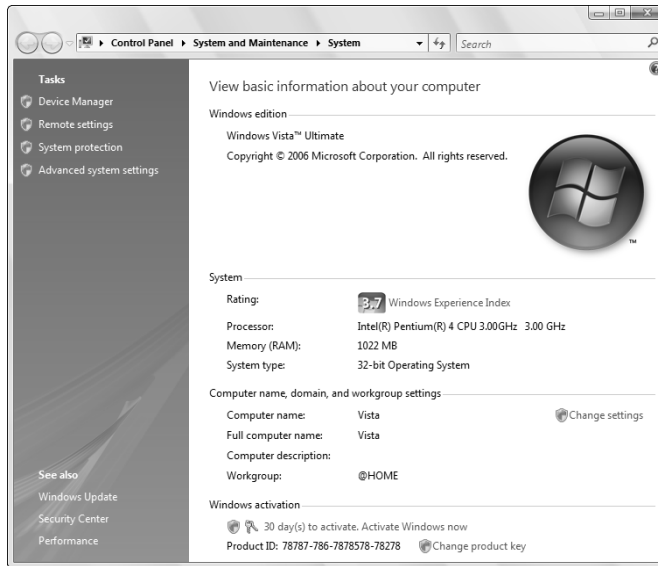 Control Panel ▸ System and Maintenance ▸ System
Search
Tasks
Device Manager
Remote settings
System protection
Advanced system settings
View basic information about your computer
Windows edition
Windows Vista™ Ultimate
Copyright © 2006 Microsoft Corporation. All rights reserved.
TM
System
Rating: 3.7 Windows Experience Index
Processor: Intel(R) Pentium(R) 4 CPU 3.00GHz 3.00 GHz
Memory (RAM): 1022 MB
System type: 32-bit Operating System
Computer name, domain, and workgroup settings
Computer name: Vista Change settings
Full computer name: Vista
Computer description:
Workgroup: @HOME
Windows activation
30 day(s) to activate. Activate Windows now
Product ID: 78787-786-7878578-78278 Change product key
See also
Windows Update
Security Center
Performance